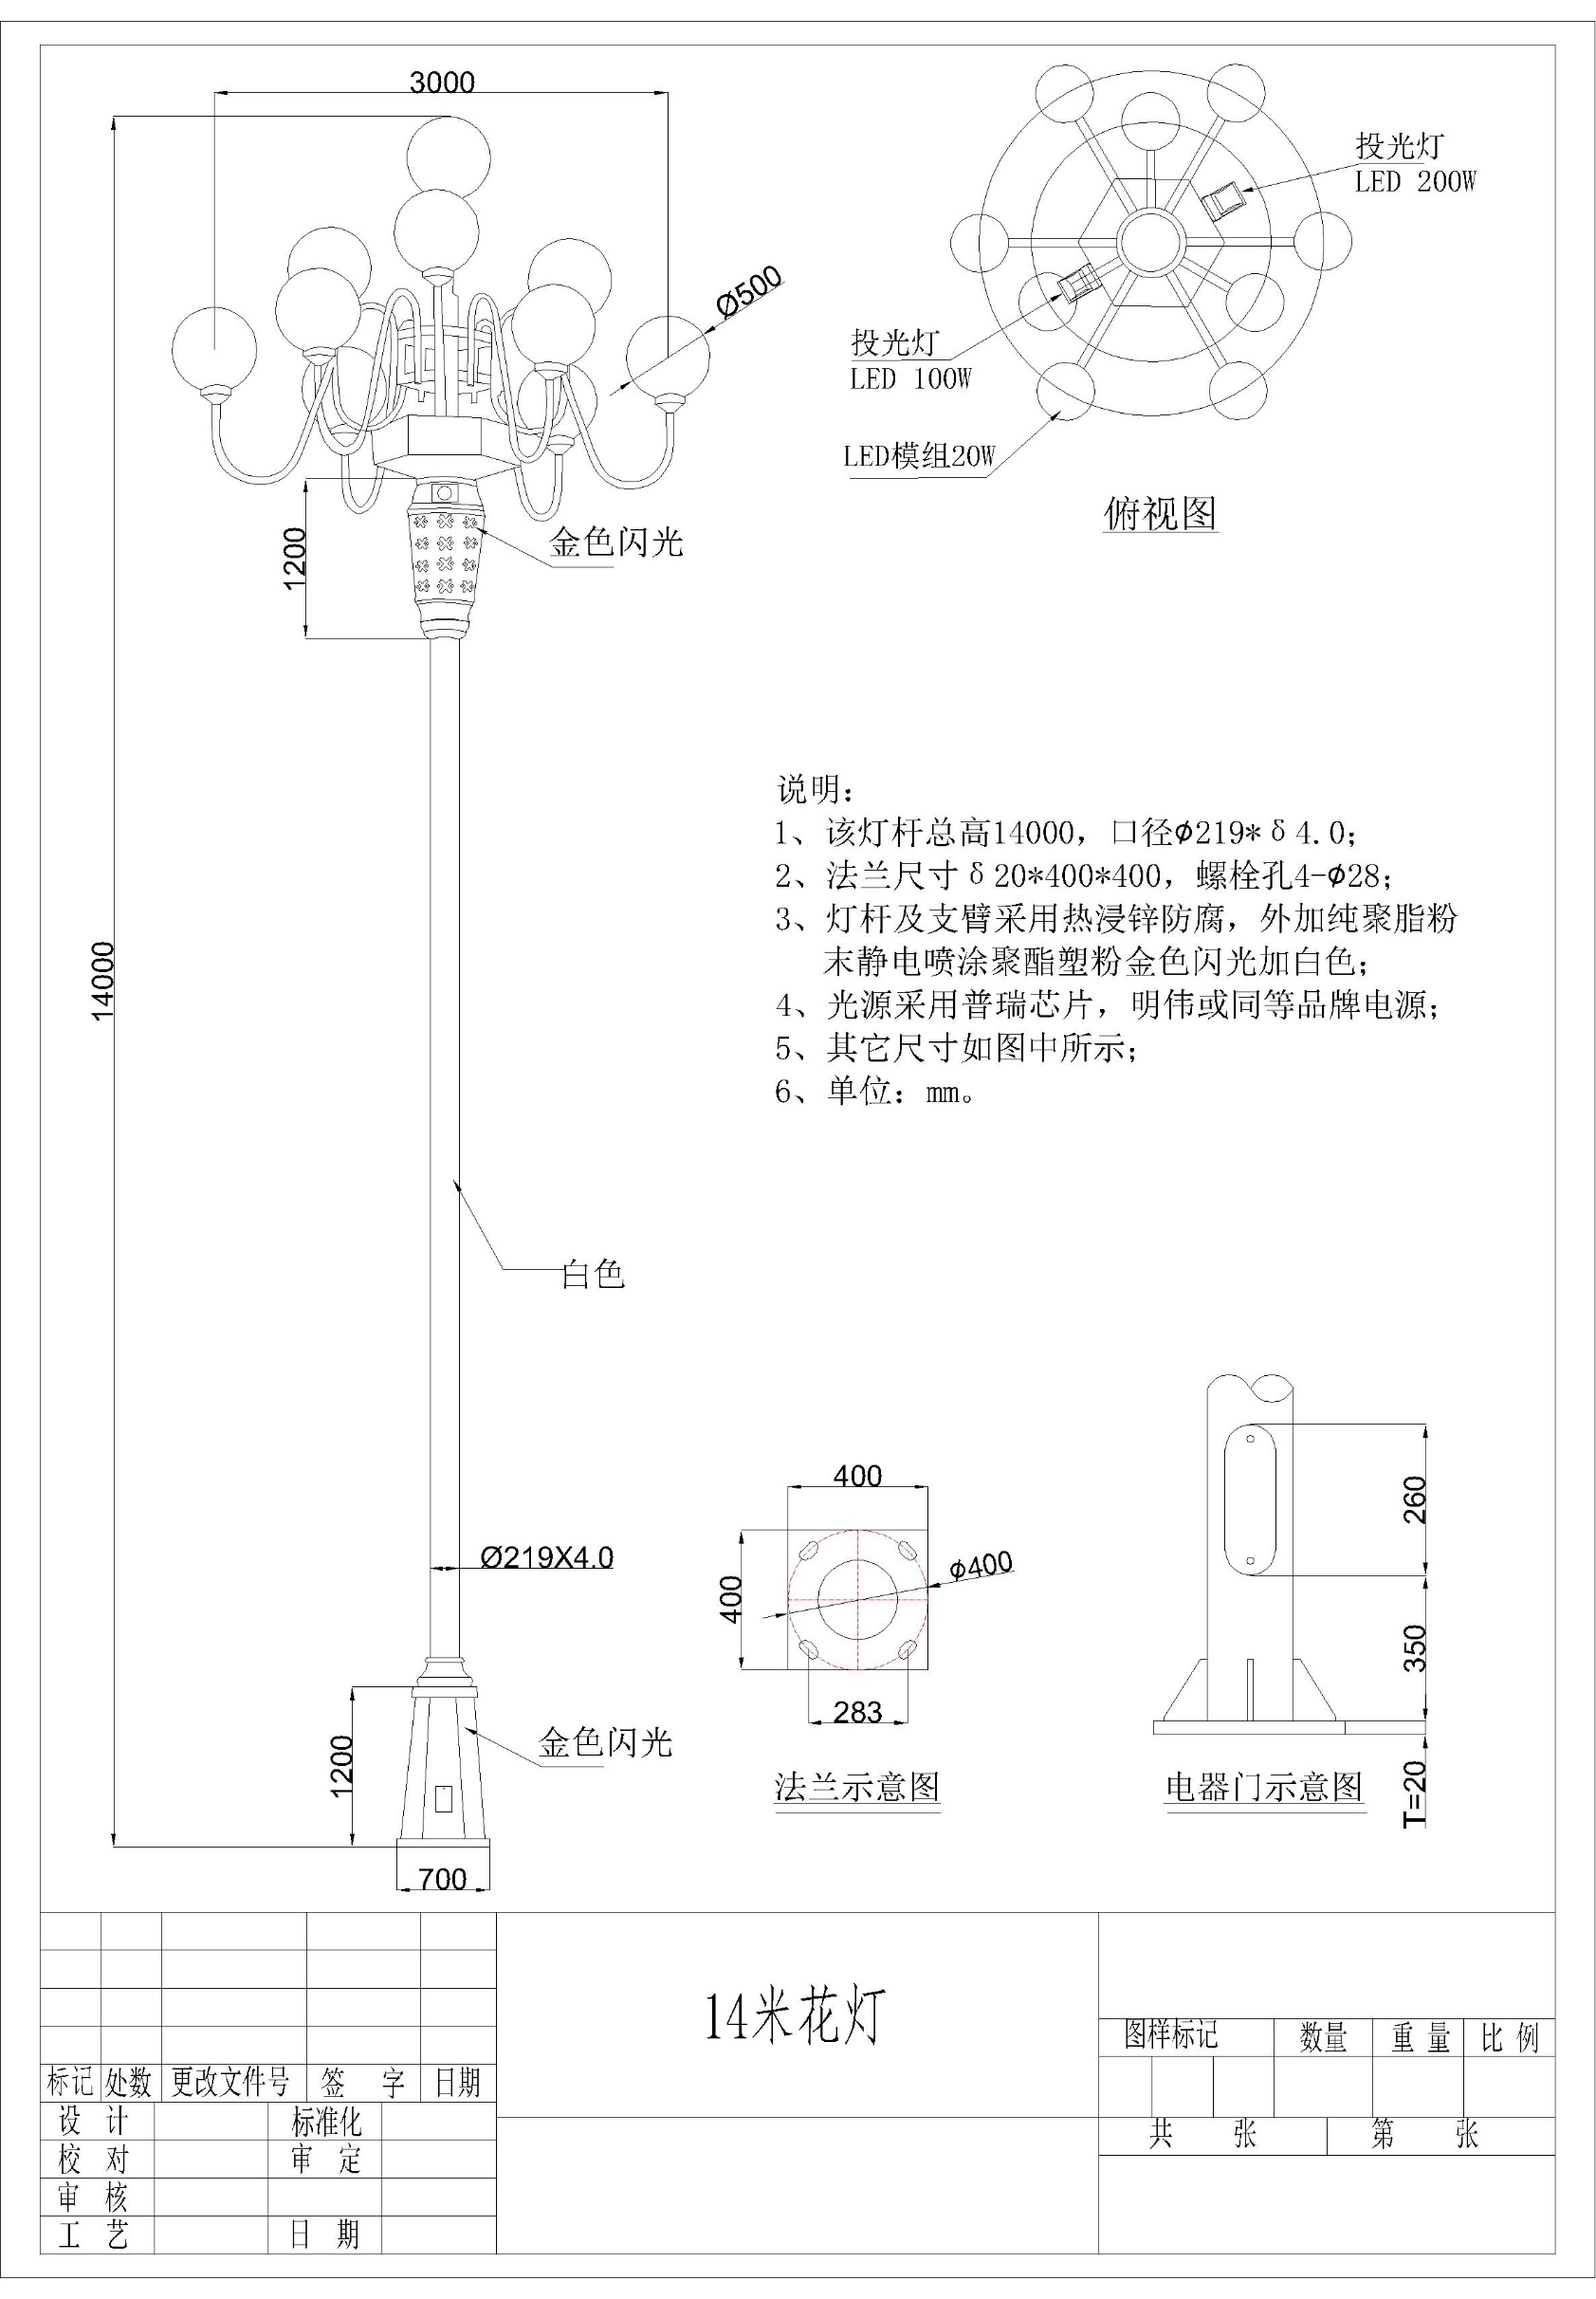 3000
14000
Ø500
1200
金色闪光
投光灯
LED 200W
投光灯
LED 100W
LED模组20W
俯视图
说明:
1、该灯杆总高14000，口径ϕ219*δ4.0;
2、法兰尺寸δ20*400*400，螺栓孔4-ϕ28;
3、灯杆及支臂采用热浸锌防腐，外加纯聚脂粉
末静电喷涂聚酯塑粉金色闪光加白色;
4、光源采用普瑞芯片，明伟或同等品牌电源;
5、其它尺寸如图中所示;
6、单位: mm。
白色
Ø219X4.0
1200
金色闪光
700
400
400
ϕ400
283
法兰示意图
260
350
T=20
电器门示意图
标记 处数 更改文件号 签 字 日期
设 计 标准化
校 对 审 定
审 核
工 艺 日 期
14米花灯
图样标记 数量 重 量 比 例
共 张 第 张